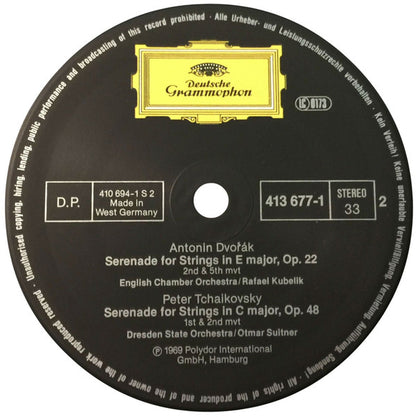 Deutsche
Grammophon
LC 0173
D.P.
410 694-1 S 2
Made in
West Germany
413 677-1
STEREO
33
2
Antonin Dvořák
Serenade for Strings in E major, Op. 22
2nd & 5th mvt
English Chamber Orchestra/Rafael Kubelik
Peter Tchaikovsky
Serenade for Strings in C major, Op. 48
1st & 2nd mvt
Dresden State Orchestra/Otmar Suitner
℗ 1969 Polydor International
GmbH, Hamburg
· Alle Urheber- und Leistungsschutzrechte vorbehalten · Kein Verleih! Keine unerlaubte Vervielfältigung, Vermietung, Aufführung, Sendung! · All rights of the producer and of the owner of the work reproduced reserved · Unauthorised copying, hiring, lending, public performance and broadcasting of this record prohibited